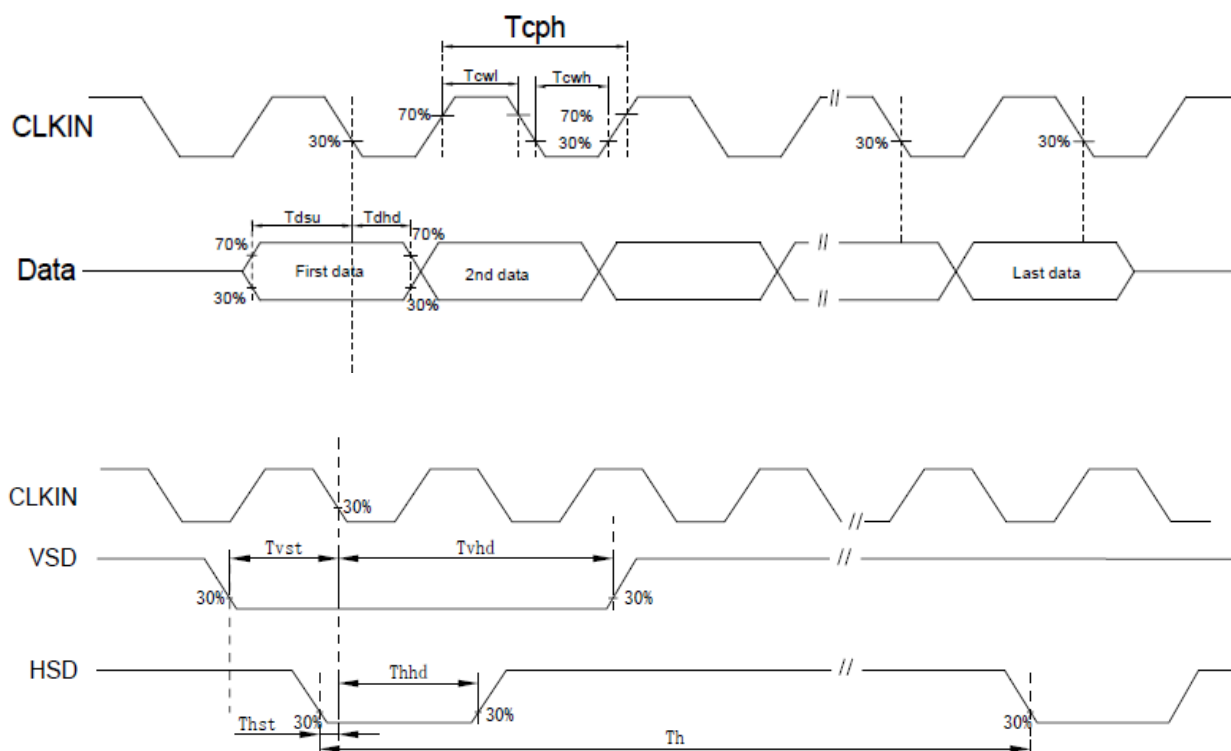 Tcph
Tcwl Tcwh
CLKIN 70% 70%
30% 30% 30% 30%
Tdsu Tdhd
70% 70%
Data First data 2nd data // Last data
30% 30%
CLKIN 30%
//
VSD Tvst Tvhd //
30% 30%
HSD Thhd //
30% 30% 30%
Thst Th